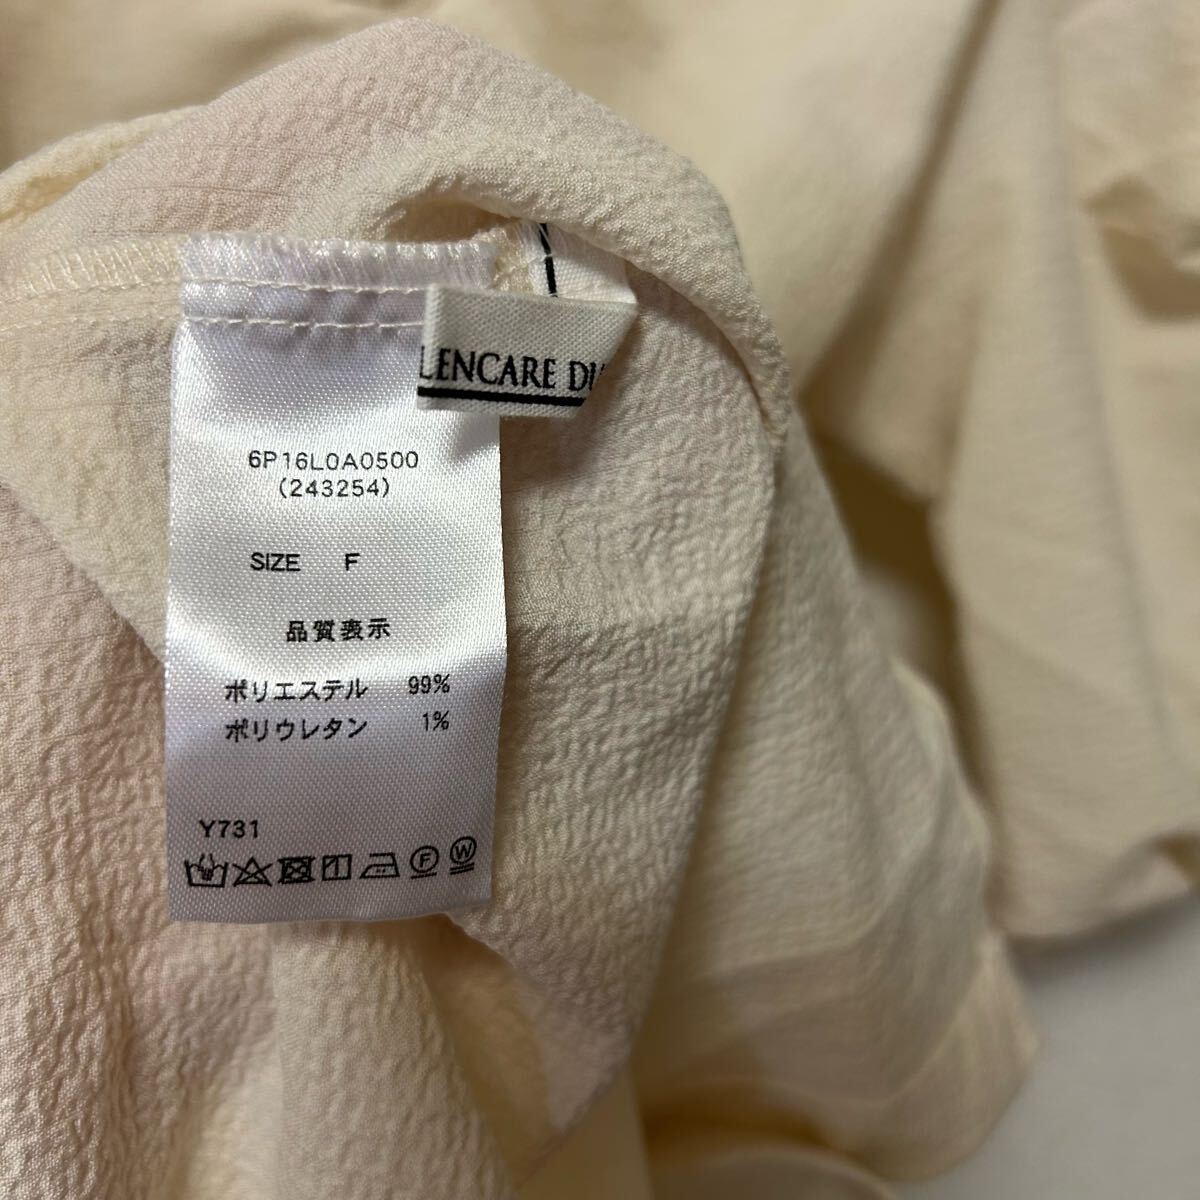 LENCARE DU
6P16L0A0500
(243254)
SIZE F
品質表示
ポリエステル 99%
ポリウレタン 1%
Y731
F W